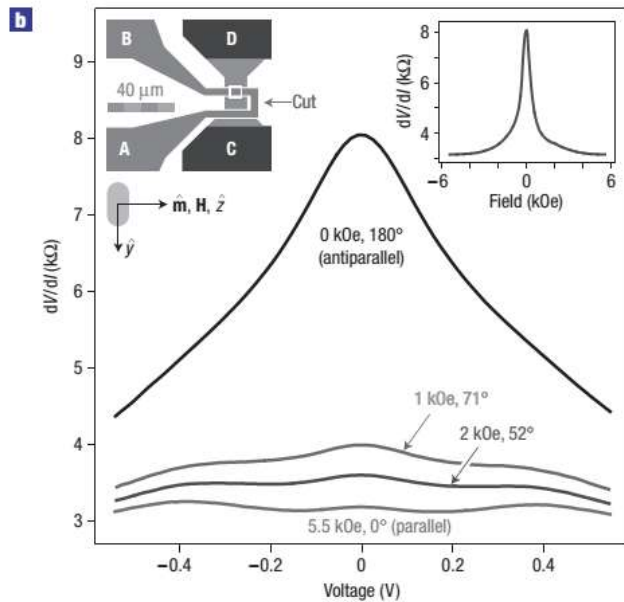 b
B
D
40 μm
Cut
A
C
m̂, H, ẑ
ŷ
dV/dI (kΩ)
8
6
4
−6
0
6
Field (kOe)
dV/dI (kΩ)
9
8
7
6
5
4
3
0 kOe, 180°
(antiparallel)
1 kOe, 71°
2 kOe, 52°
5.5 kOe, 0° (parallel)
−0.4
−0.2
0
0.2
0.4
Voltage (V)